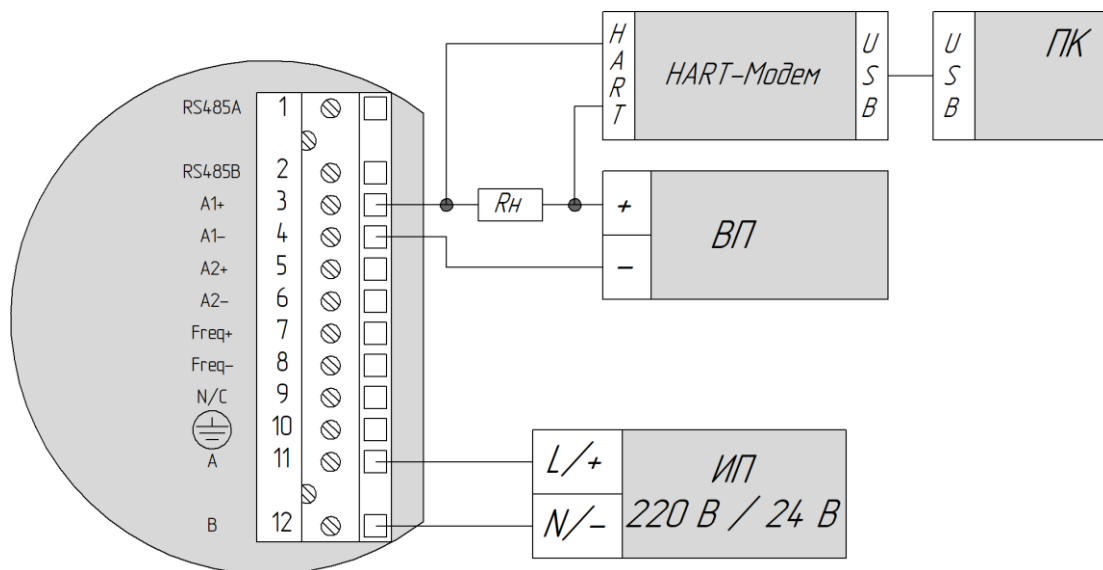 RS485A 1
RS485B 2
A1+ 3
A1- 4
A2+ 5
A2- 6
Freq+ 7
Freq- 8
N/C 9
10
A 11
B 12
Rн
HART
HART-Модем
USB
USB
ПК
+
-
ВП
L/+
N/-
ИП
220 В / 24 В